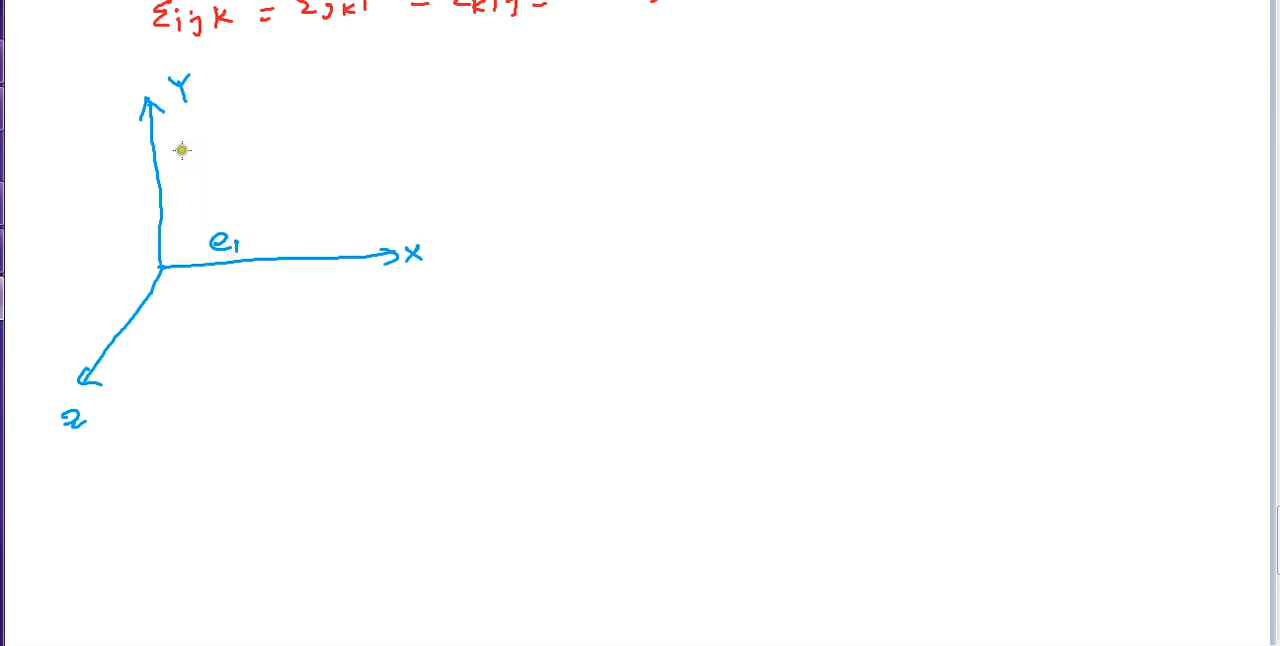 εijk = εjki = εkij =
Y
e₁
X
z